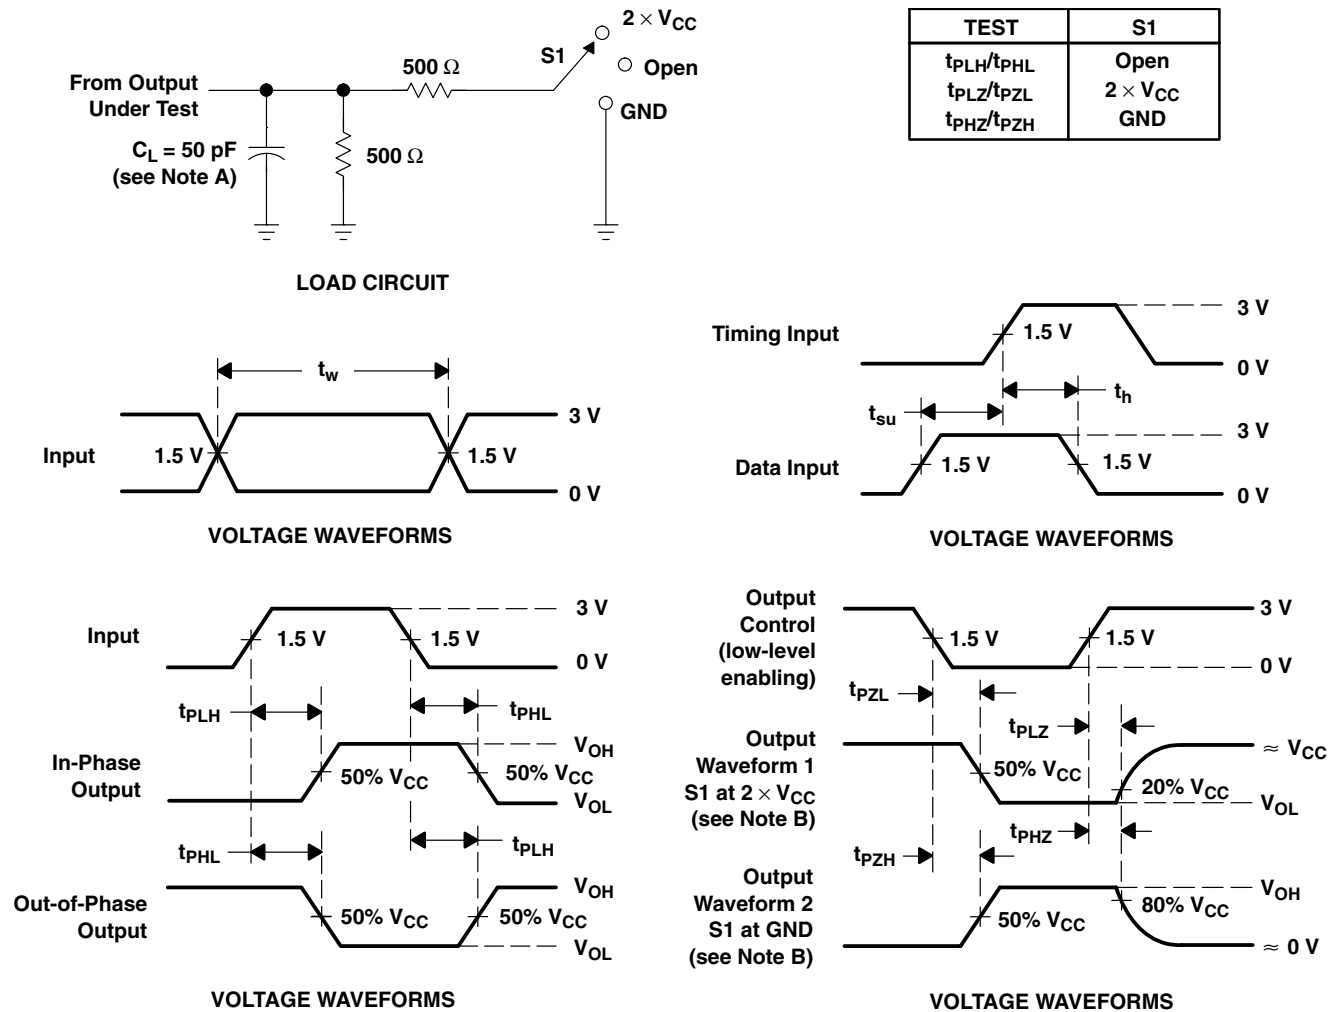 2 × VCC
S1
Open
500 Ω
From Output
Under Test
GND
CL = 50 pF
(see Note A)
500 Ω
LOAD CIRCUIT
TEST S1
tPLH/tPHL Open
tPLZ/tPZL 2 × VCC
tPHZ/tPZH GND
tw
3 V
Input 1.5 V 1.5 V
0 V
VOLTAGE WAVEFORMS
3 V
Timing Input 1.5 V
0 V
th
tsu
3 V
Data Input 1.5 V 1.5 V
0 V
VOLTAGE WAVEFORMS
3 V
Input 1.5 V 1.5 V
0 V
tPLH tPHL
VOH
In-Phase
Output
50% VCC 50% VCC
VOL
tPHL tPLH
VOH
Out-of-Phase
Output
50% VCC 50% VCC
VOL
VOLTAGE WAVEFORMS
Output
Control
(low-level
enabling)
3 V
1.5 V 1.5 V
0 V
tPZL
tPLZ
Output
Waveform 1
S1 at 2 × VCC
(see Note B)
≈ VCC
50% VCC 20% VCC
VOL
tPHZ
tPZH
Output
Waveform 2
S1 at GND
(see Note B)
VOH
50% VCC 80% VCC
≈ 0 V
VOLTAGE WAVEFORMS